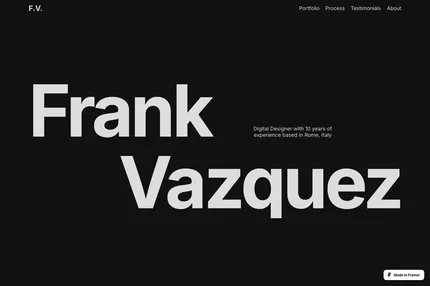 F.V.
Portfolio Process Testimonials About
Frank
Digital Designer with 10 years of
experience based in Rome, Italy
Vazquez
Made in Framer